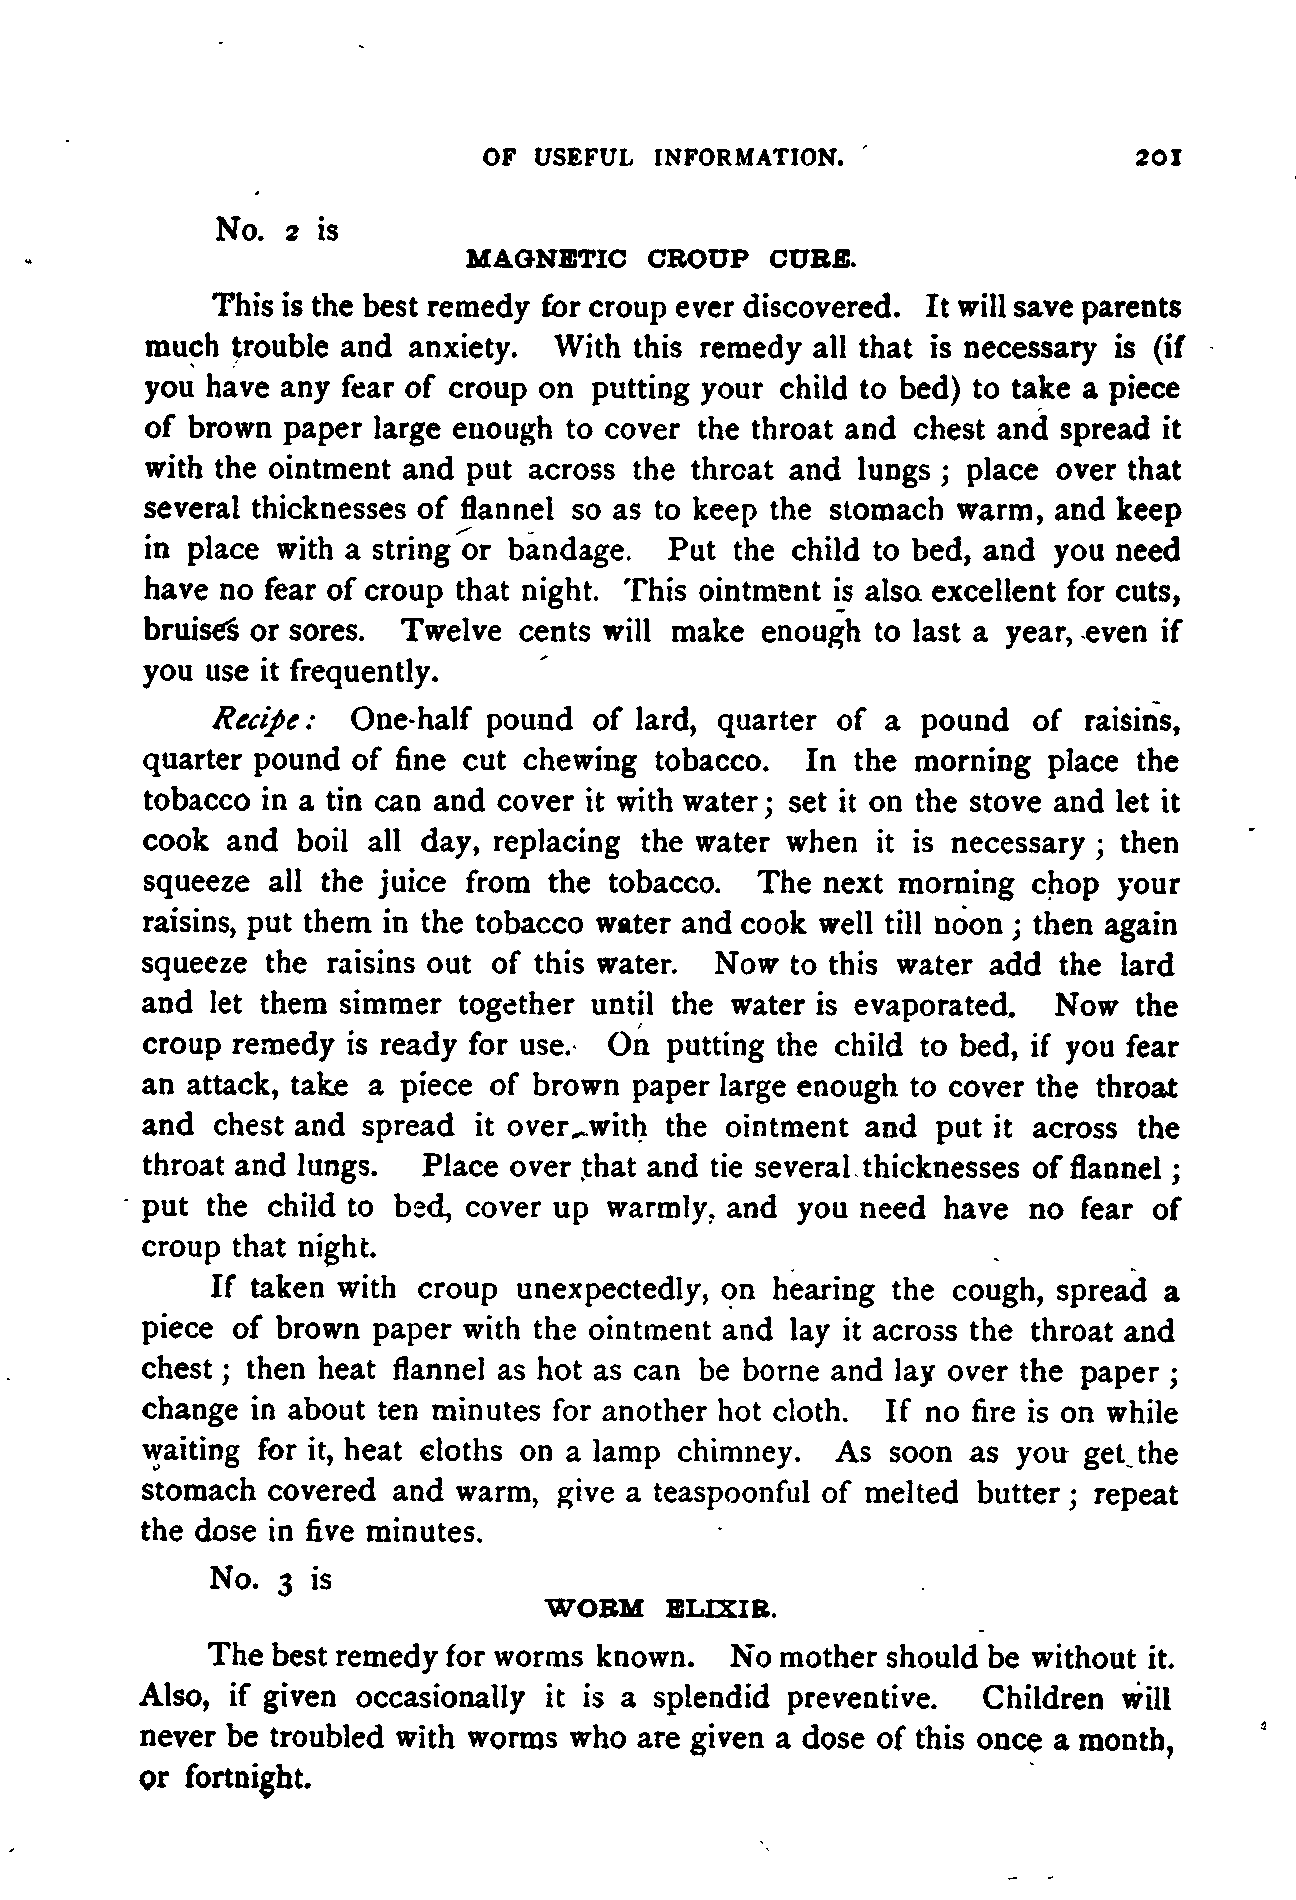 OF USEFUL INFORMATION. 201
No. 2 is
MAGNETIC CROUP CURE.
This is the best remedy for croup ever discovered. It will save parents
much trouble and anxiety. With this remedy all that is necessary is (if
you have any fear of croup on putting your child to bed) to take a piece
of brown paper large enough to cover the throat and chest and spread it
with the ointment and put across the throat and lungs ; place over that
several thicknesses of flannel so as to keep the stomach warm, and keep
in place with a string or bandage. Put the child to bed, and you need
have no fear of croup that night. This ointment is also excellent for cuts,
bruises or sores. Twelve cents will make enough to last a year, even if
you use it frequently.
Recipe: One-half pound of lard, quarter of a pound of raisins,
quarter pound of fine cut chewing tobacco. In the morning place the
tobacco in a tin can and cover it with water ; set it on the stove and let it
cook and boil all day, replacing the water when it is necessary ; then
squeeze all the juice from the tobacco. The next morning chop your
raisins, put them in the tobacco water and cook well till noon ; then again
squeeze the raisins out of this water. Now to this water add the lard
and let them simmer together until the water is evaporated. Now the
croup remedy is ready for use. On putting the child to bed, if you fear
an attack, take a piece of brown paper large enough to cover the throat
and chest and spread it over with the ointment and put it across the
throat and lungs. Place over that and tie several thicknesses of flannel ;
put the child to bed, cover up warmly, and you need have no fear of
croup that night.
If taken with croup unexpectedly, on hearing the cough, spread a
piece of brown paper with the ointment and lay it across the throat and
chest ; then heat flannel as hot as can be borne and lay over the paper ;
change in about ten minutes for another hot cloth. If no fire is on while
waiting for it, heat cloths on a lamp chimney. As soon as you get the
stomach covered and warm, give a teaspoonful of melted butter ; repeat
the dose in five minutes.
No. 3 is
WORM ELIXIR.
The best remedy for worms known. No mother should be without it.
Also, if given occasionally it is a splendid preventive. Children will
never be troubled with worms who are given a dose of this once a month,
or fortnight.